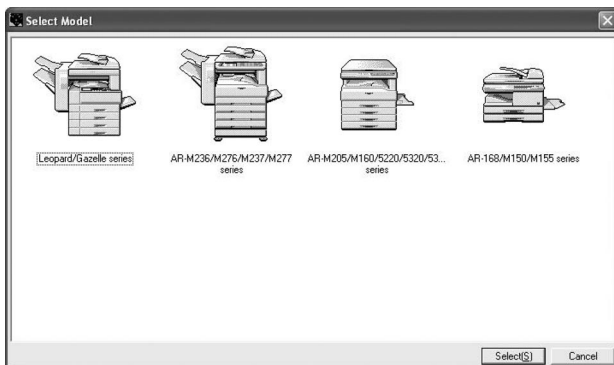 Select Model
Leopard/Gazelle series
AR-M236/M276/M237/M277
series
AR-M205/M160/5220/5320/53...
series
AR-168/M150/M155 series
Select(S)
Cancel